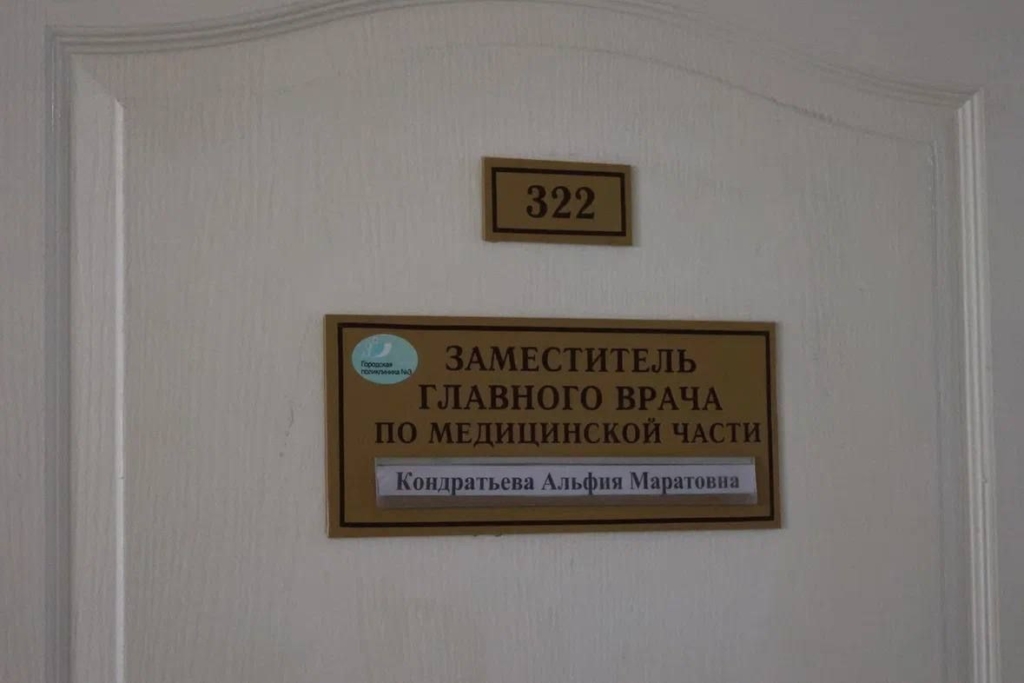 322
ЗАМЕСТИТЕЛЬ
ГЛАВНОГО ВРАЧА
ПО МЕДИЦИНСКОЙ ЧАСТИ
Городская
поликлиника №3
Кондратьева Альфия Маратовна